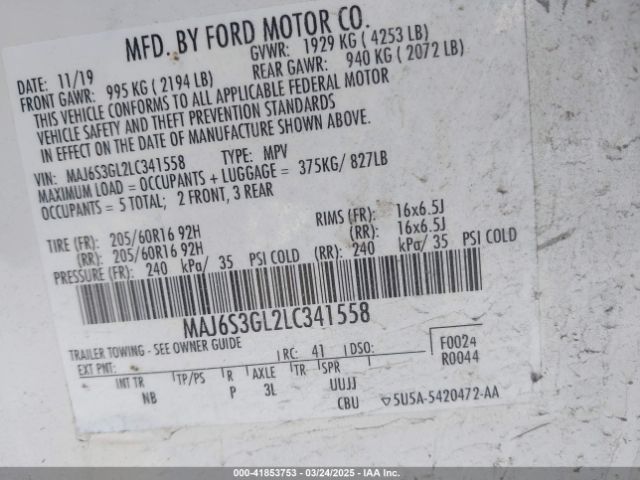 MFD. BY FORD MOTOR CO.
DATE: 11/19 GVWR: 1929 KG ( 4253 LB)
FRONT GAWR: 995 KG ( 2194 LB) REAR GAWR: 940 KG ( 2072 LB)
THIS VEHICLE CONFORMS TO ALL APPLICABLE FEDERAL MOTOR
VEHICLE SAFETY AND THEFT PREVENTION STANDARDS
IN EFFECT ON THE DATE OF MANUFACTURE SHOWN ABOVE.
VIN: MAJ6S3GL2LC341558 TYPE: MPV
MAXIMUM LOAD = OCCUPANTS + LUGGAGE = 375KG/ 827LB
OCCUPANTS = 5 TOTAL; 2 FRONT, 3 REAR
TIRE (FR): 205/60R16 92H RIMS (FR): 16x6.5J
(RR): 205/60R16 92H (RR): 16x6.5J
PRESSURE (FR): 240 kPa/ 35 PSI COLD (RR): 240 kPa/ 35 PSI COLD
MAJ6S3GL2LC341558
TRAILER TOWING - SEE OWNER GUIDE
EXT PNT: RC: 41 DSO: F0024
R0044
INT TR TP/PS R AXLE TR SPR
NB P 3L UUJJ
CBU 5U5A-5420472-AA
000-41853753 - 03/24/2025 - IAAI.COM